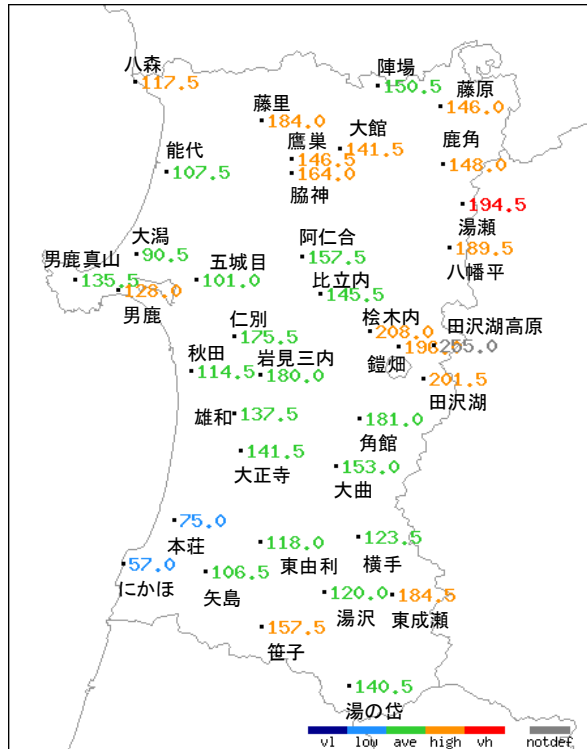 八森
117.5
陣場
150.5
藤原
146.0
藤里
184.0
大館
141.5
鷹巣
146.5
164.0
脇神
鹿角
148.0
能代
107.5
194.5
湯瀬
189.5
八幡平
大潟
90.5
男鹿真山
135.5
128.0
男鹿
五城目
101.0
阿仁合
157.5
比立内
145.5
仁別
175.5
桧木内
208.0
田沢湖高原
255.0
鎧畑
秋田
114.5
岩見三内
180.0
201.5
田沢湖
雄和
137.5
181.0
角館
141.5
大正寺
153.0
大曲
75.0
本荘
118.0
東由利
123.5
横手
57.0
にかほ
106.5
矢島
120.0
湯沢
184.5
東成瀬
157.5
笹子
140.5
湯の岱
vl low ave high vh notdef